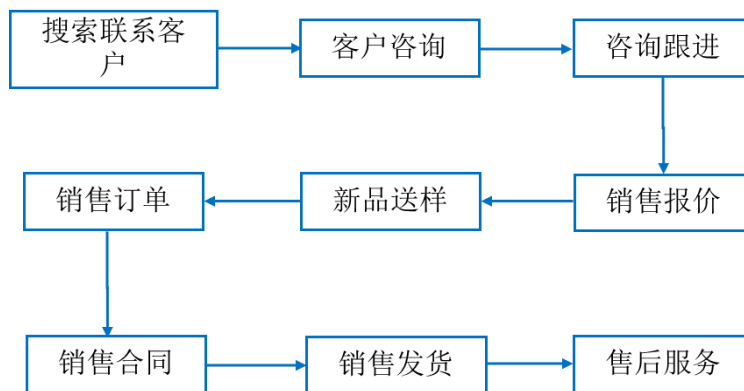 搜索联系客
户
客户咨询
咨询跟进
销售报价
新品送样
销售订单
销售合同
销售发货
售后服务